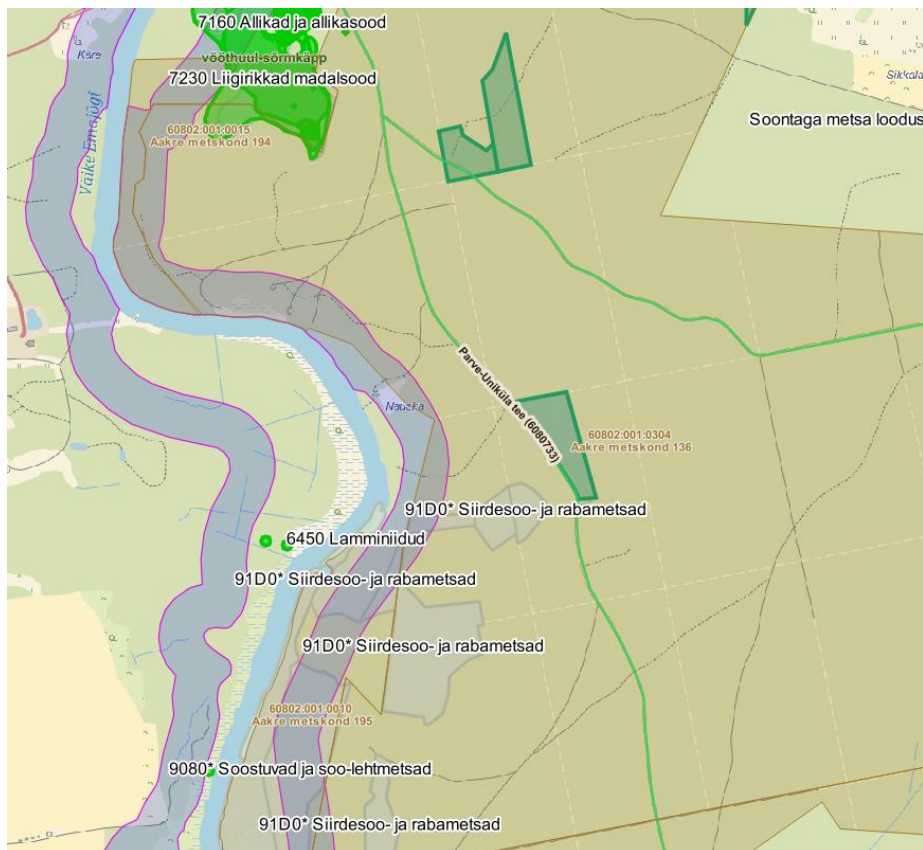 7160 Allikad ja allikasood
Käre
vööthuul-sõrmkäpp
7230 Liigirikkad madalsood
Sikkala
Soontaga metsa loodus
60802:001:0015
Aakre metskond 194
Väike Emajõgi
Parve-Uniküla tee (6080733)
Nauska
60802:001:0304
Aakre metskond 136
91D0* Siirdesoo- ja rabametsad
6450 Lamminiidud
91D0* Siirdesoo- ja rabametsad
91D0* Siirdesoo- ja rabametsad
60802:001:0010
Aakre metskond 195
9080* Soostuvad ja soo-lehtmetsad
91D0* Siirdesoo- ja rabametsad